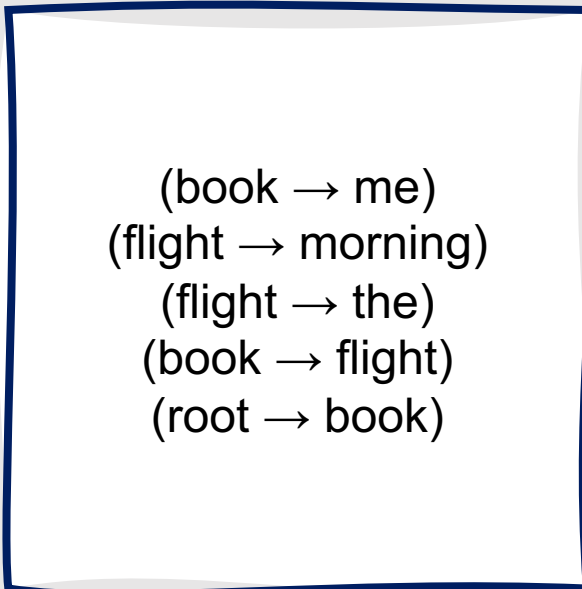 (book → me)
(flight → morning)
(flight → the)
(book → flight)
(root → book)